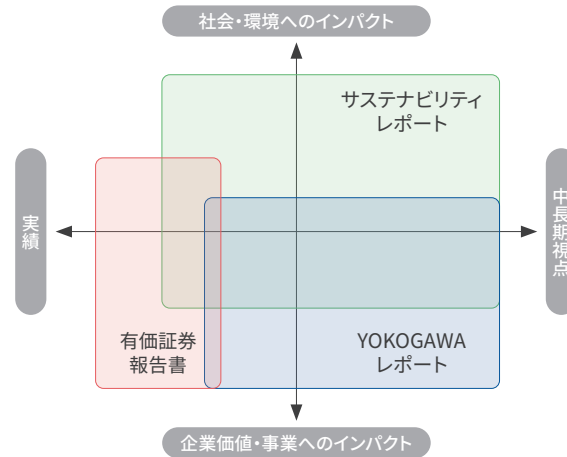 社会・環境へのインパクト
サステナビリティ
レポート
実績
中長期視点
有価証券
報告書
YOKOGAWA
レポート
企業価値・事業へのインパクト